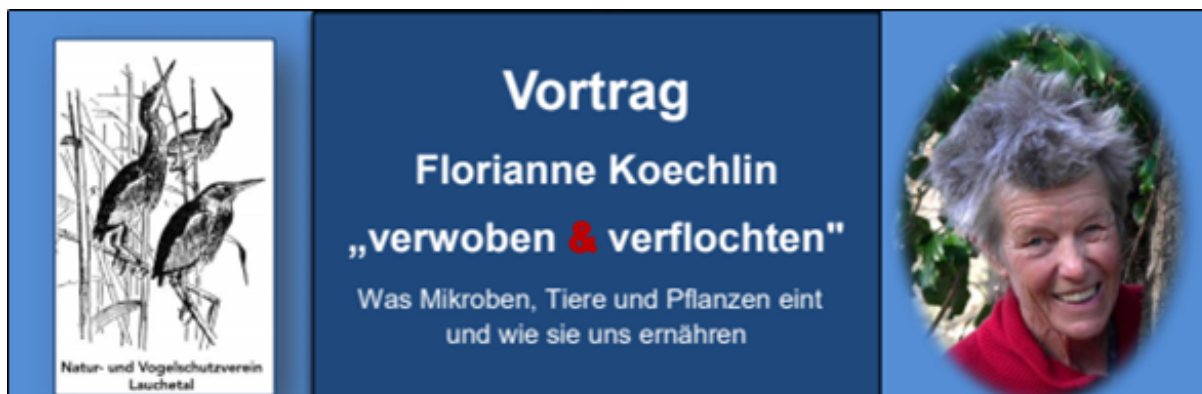 Natur- und Vogelschutzverein
Lauchetal
Vortrag
Florianne Koechlin
„verwoben & verflochten"
Was Mikroben, Tiere und Pflanzen eint
und wie sie uns ernähren